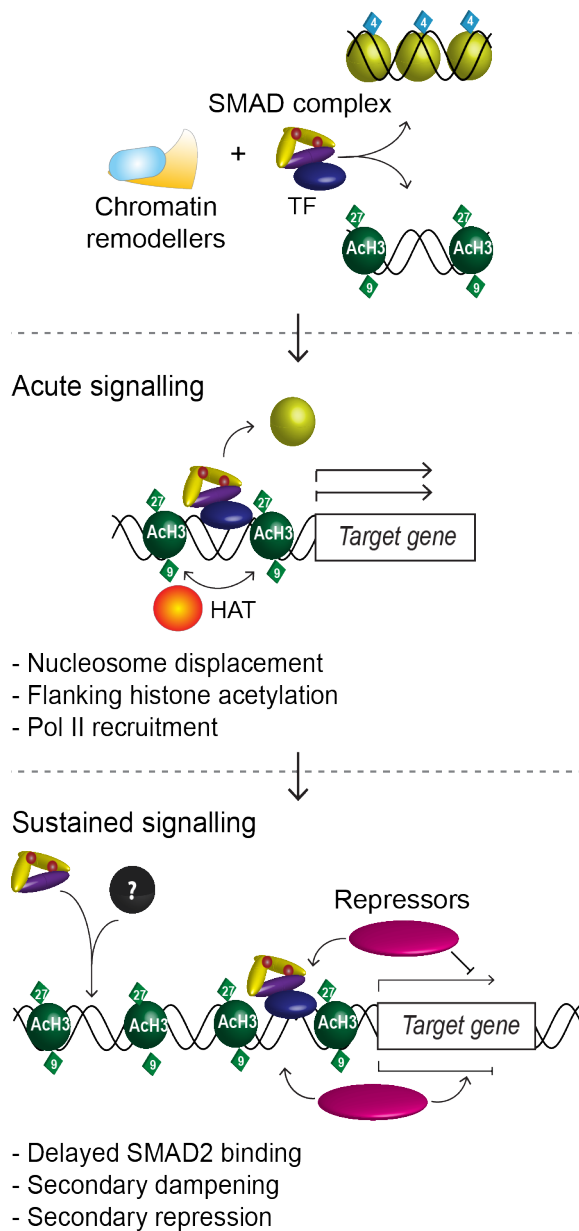 4 4 4
SMAD complex
+
Chromatin
remodellers
TF
27 27
AcH3 AcH3
9 9
Acute signalling
27 27
AcH3 AcH3
Target gene
9 9
HAT
- Nucleosome displacement
- Flanking histone acetylation
- Pol II recruitment
Sustained signalling
?
Repressors
27 27 27 27
AcH3 AcH3 AcH3 AcH3
Target gene
9 9 9 9
- Delayed SMAD2 binding
- Secondary dampening
- Secondary repression